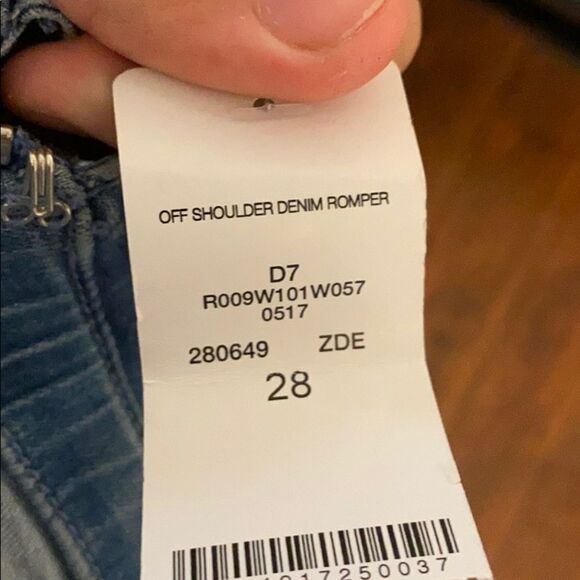 OFF SHOULDER DENIM ROMPER
D7
R009W101W057
0517
280649 ZDE
28